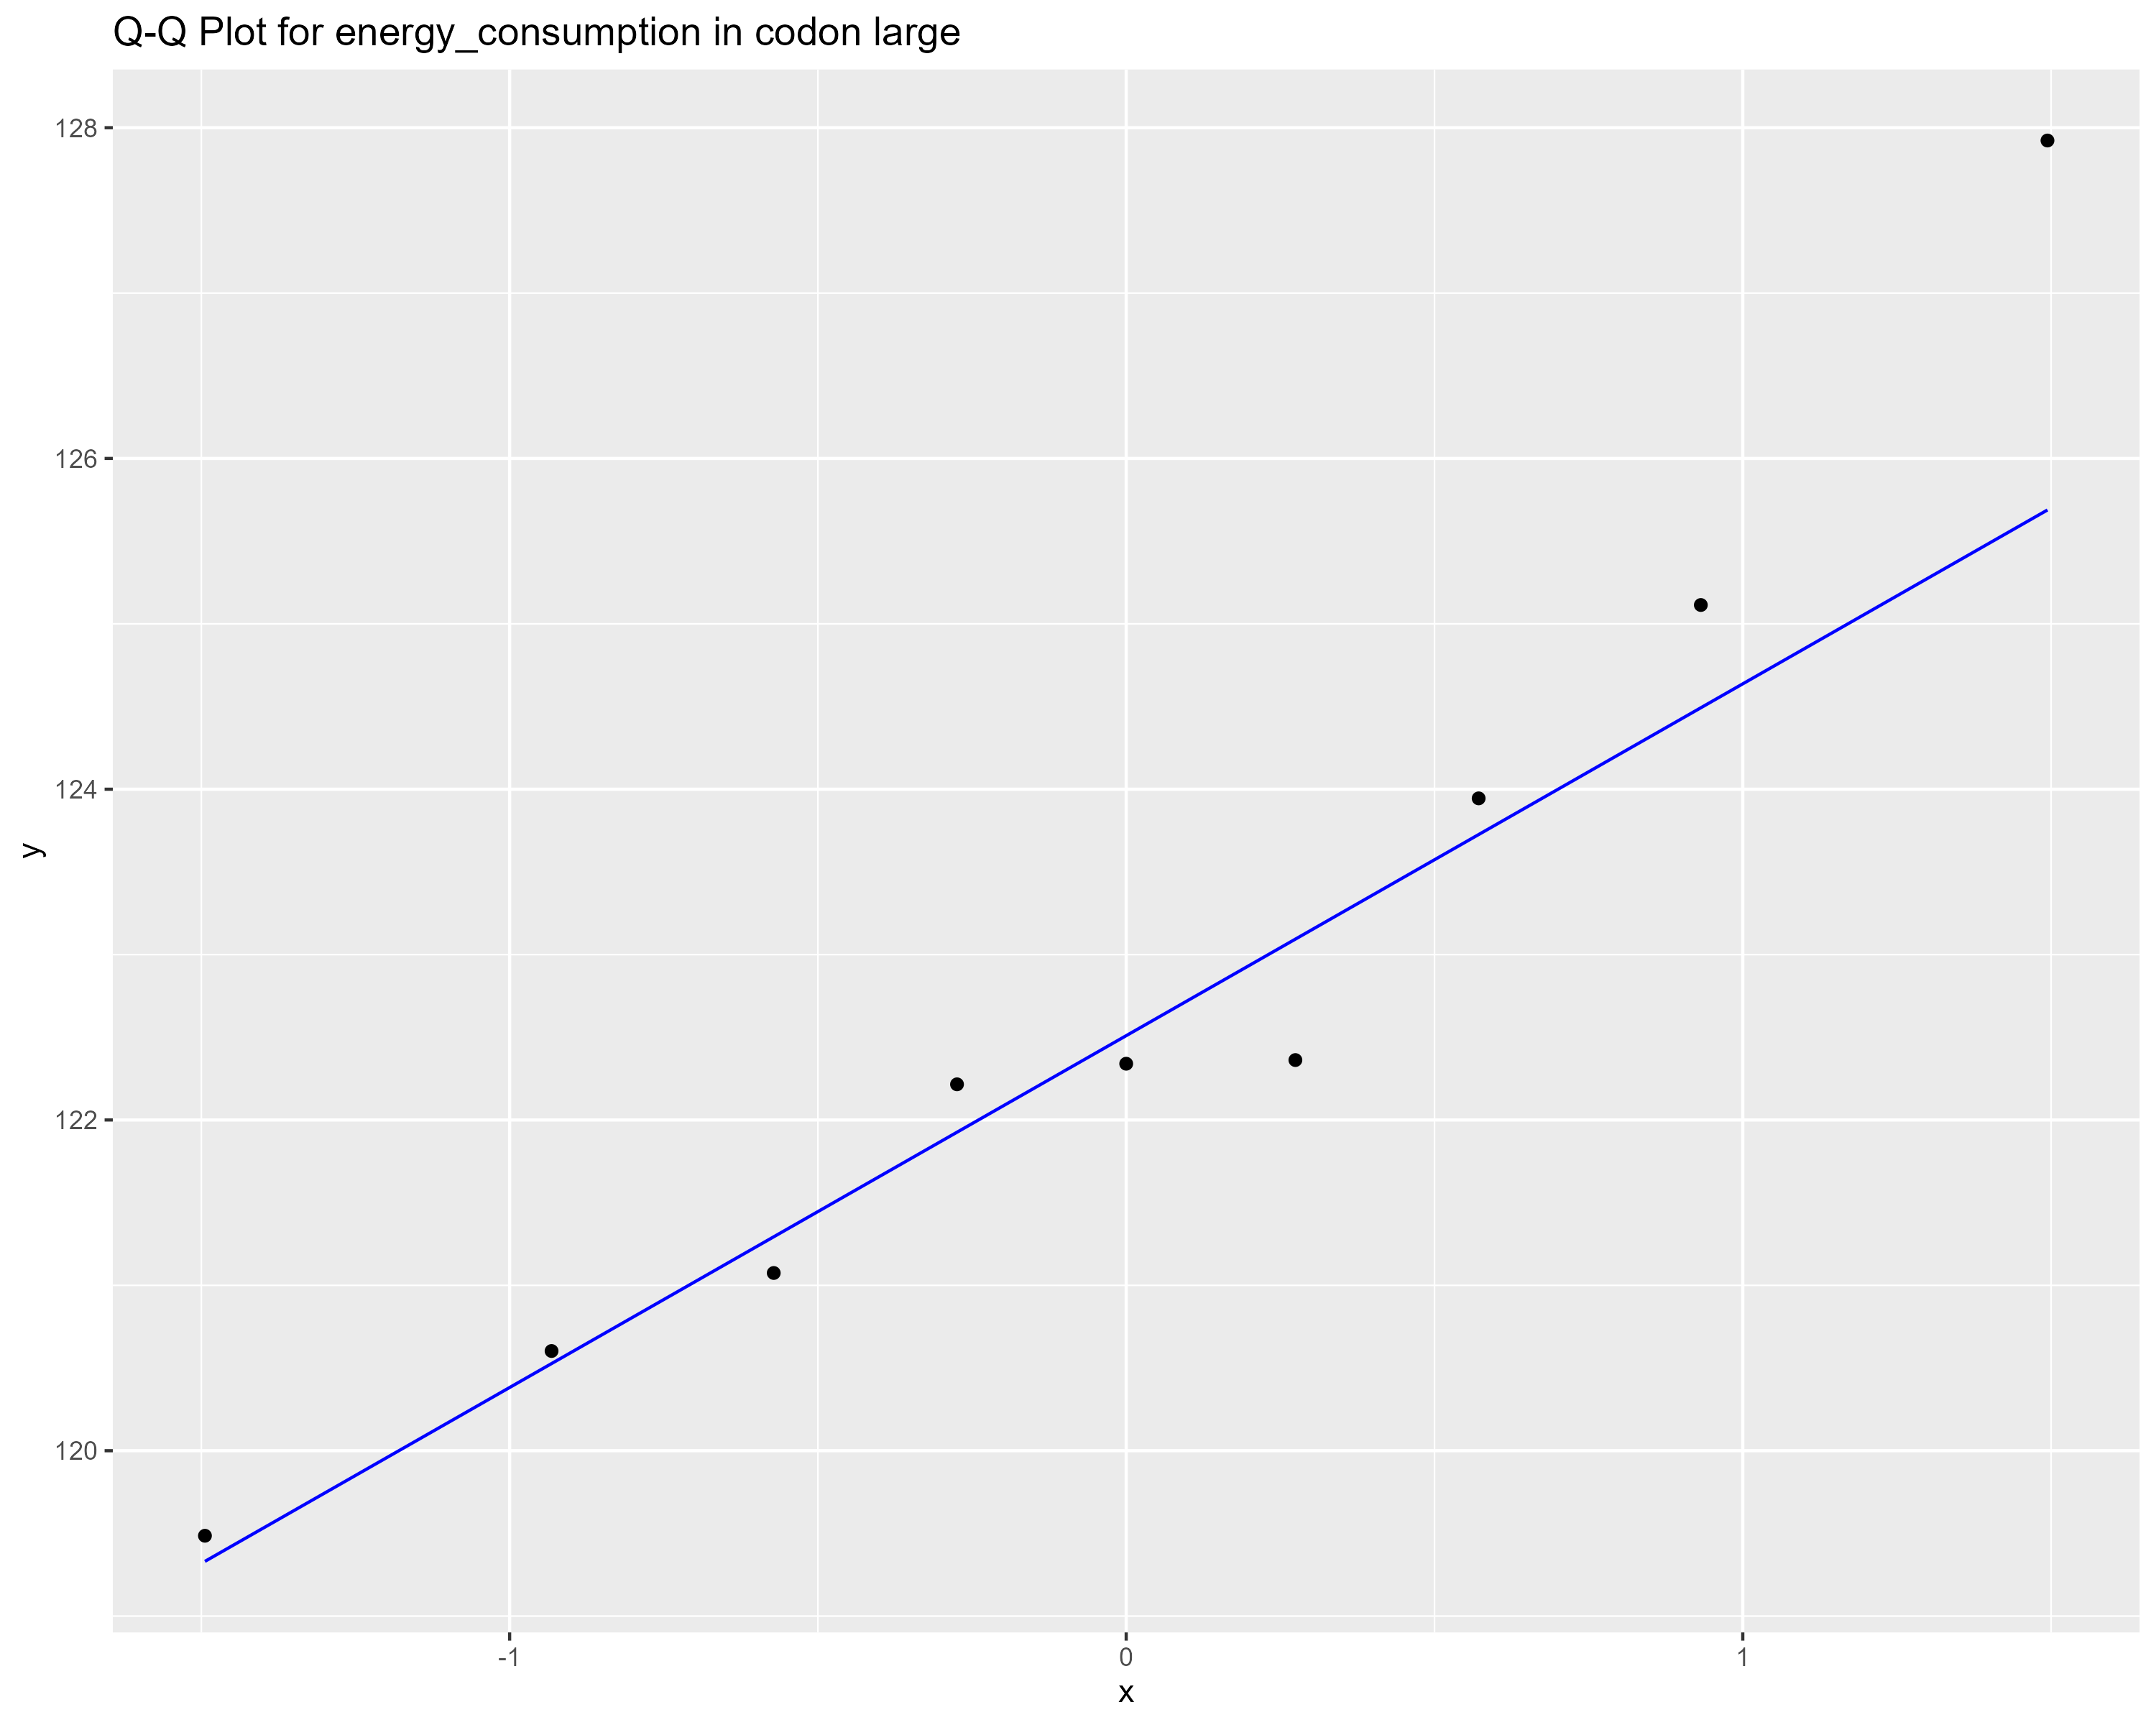 Q-Q Plot for energy_consumption in codon large
128
126
124
122
120
y
-1 0 1
x